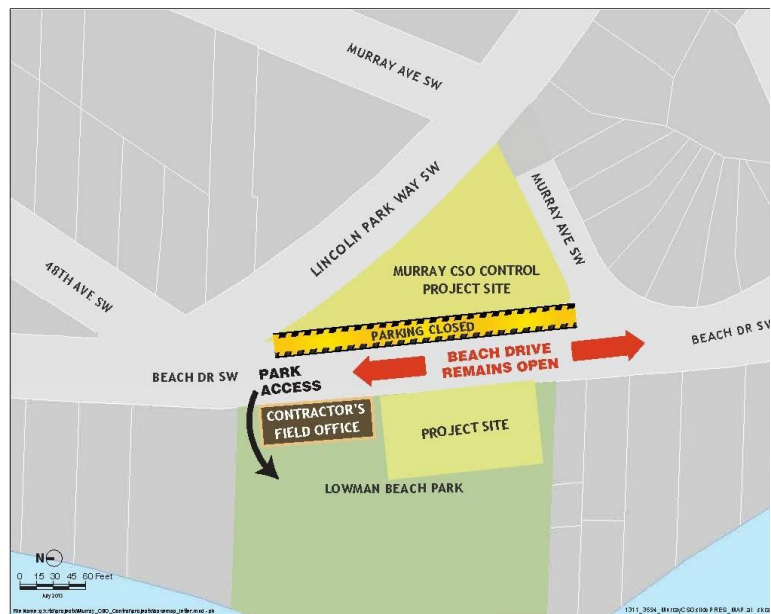 MURRAY AVE SW
LINCOLN PARK WAY SW
MURRAY AVE SW
48TH AVE SW
MURRAY CSO CONTROL
PROJECT SITE
PARKING CLOSED
BEACH DR SW
BEACH DRIVE
REMAINS OPEN
BEACH DR SW
PARK
ACCESS
CONTRACTOR'S
FIELD OFFICE
PROJECT SITE
LOWMAN BEACH PARK
N
0 15 30 45 60 Feet
July 2013